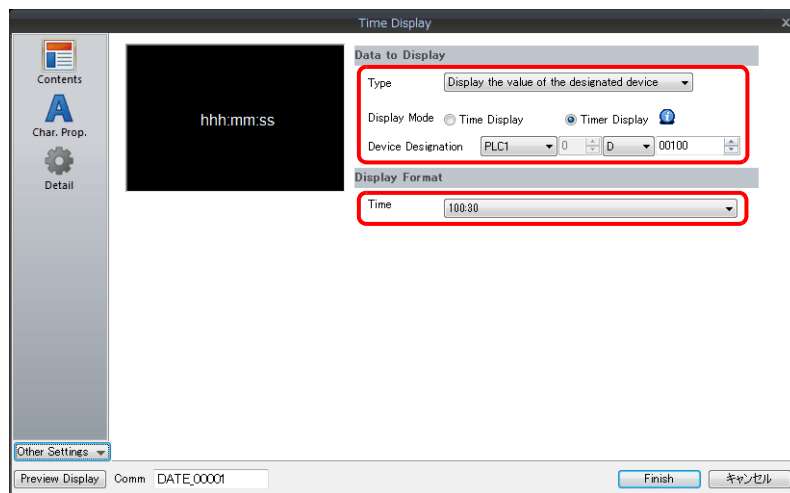 Time Display
x
Contents
Char. Prop.
Detail
hhh:mm:ss
Data to Display
Type Display the value of the designated device
Display Mode Time Display Timer Display
Device Designation PLC1 0 D 00100
Display Format
Time 100:30
Other Settings
Preview Display Comm DATE_00001 Finish キャンセル